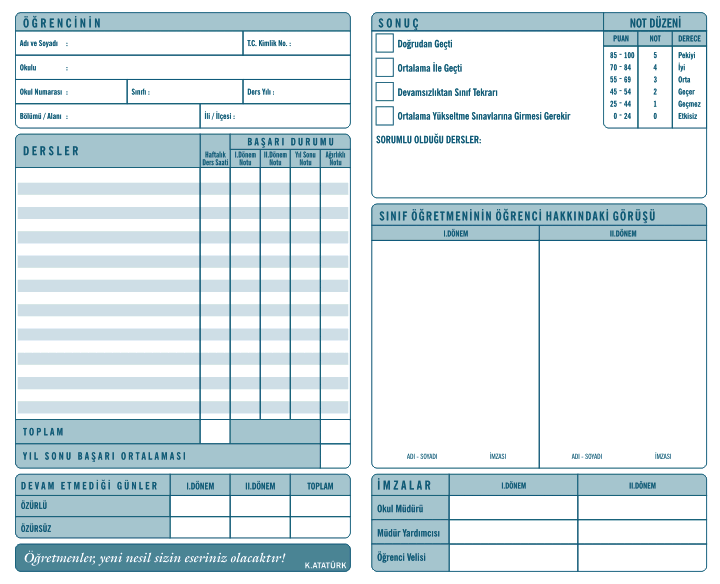 ÖĞRENCİNİN
Adı ve Soyadı :
T.C. Kimlik No. :
Okulu :
Okul Numarası :
Sınıfı :
Ders Yılı :
Bölümü / Alanı :
İli / İlçesi :
DERSLER
Haftalık Ders Saati
BAŞARI DURUMU
I.Dönem Notu
II.Dönem Notu
Yıl Sonu Notu
Ağırlıklı Notu
TOPLAM
YIL SONU BAŞARI ORTALAMASI
DEVAM ETMEDİĞİ GÜNLER
I.DÖNEM
II.DÖNEM
TOPLAM
ÖZÜRLÜ
ÖZÜRSÜZ
Öğretmenler, yeni nesil sizin eseriniz olacaktır!
K.ATATÜRK
SONUÇ
Doğrudan Geçti
Ortalama İle Geçti
Devamsızlıktan Sınıf Tekrarı
Ortalama Yükseltme Sınavlarına Girmesi Gerekir
NOT DÜZENİ
PUAN NOT DERECE
85 - 100 5 Pekiyi
70 - 84 4 İyi
55 - 69 3 Orta
45 - 54 2 Geçer
25 - 44 1 Geçmez
0 - 24 0 Etkisiz
SORUMLU OLDUĞU DERSLER:
SINIF ÖĞRETMENİNİN ÖĞRENCİ HAKKINDAKİ GÖRÜŞÜ
I.DÖNEM
II.DÖNEM
ADI - SOYADI
İMZASI
ADI - SOYADI
İMZASI
İMZALAR
I.DÖNEM
II.DÖNEM
Okul Müdürü
Müdür Yardımcısı
Öğrenci Velisi